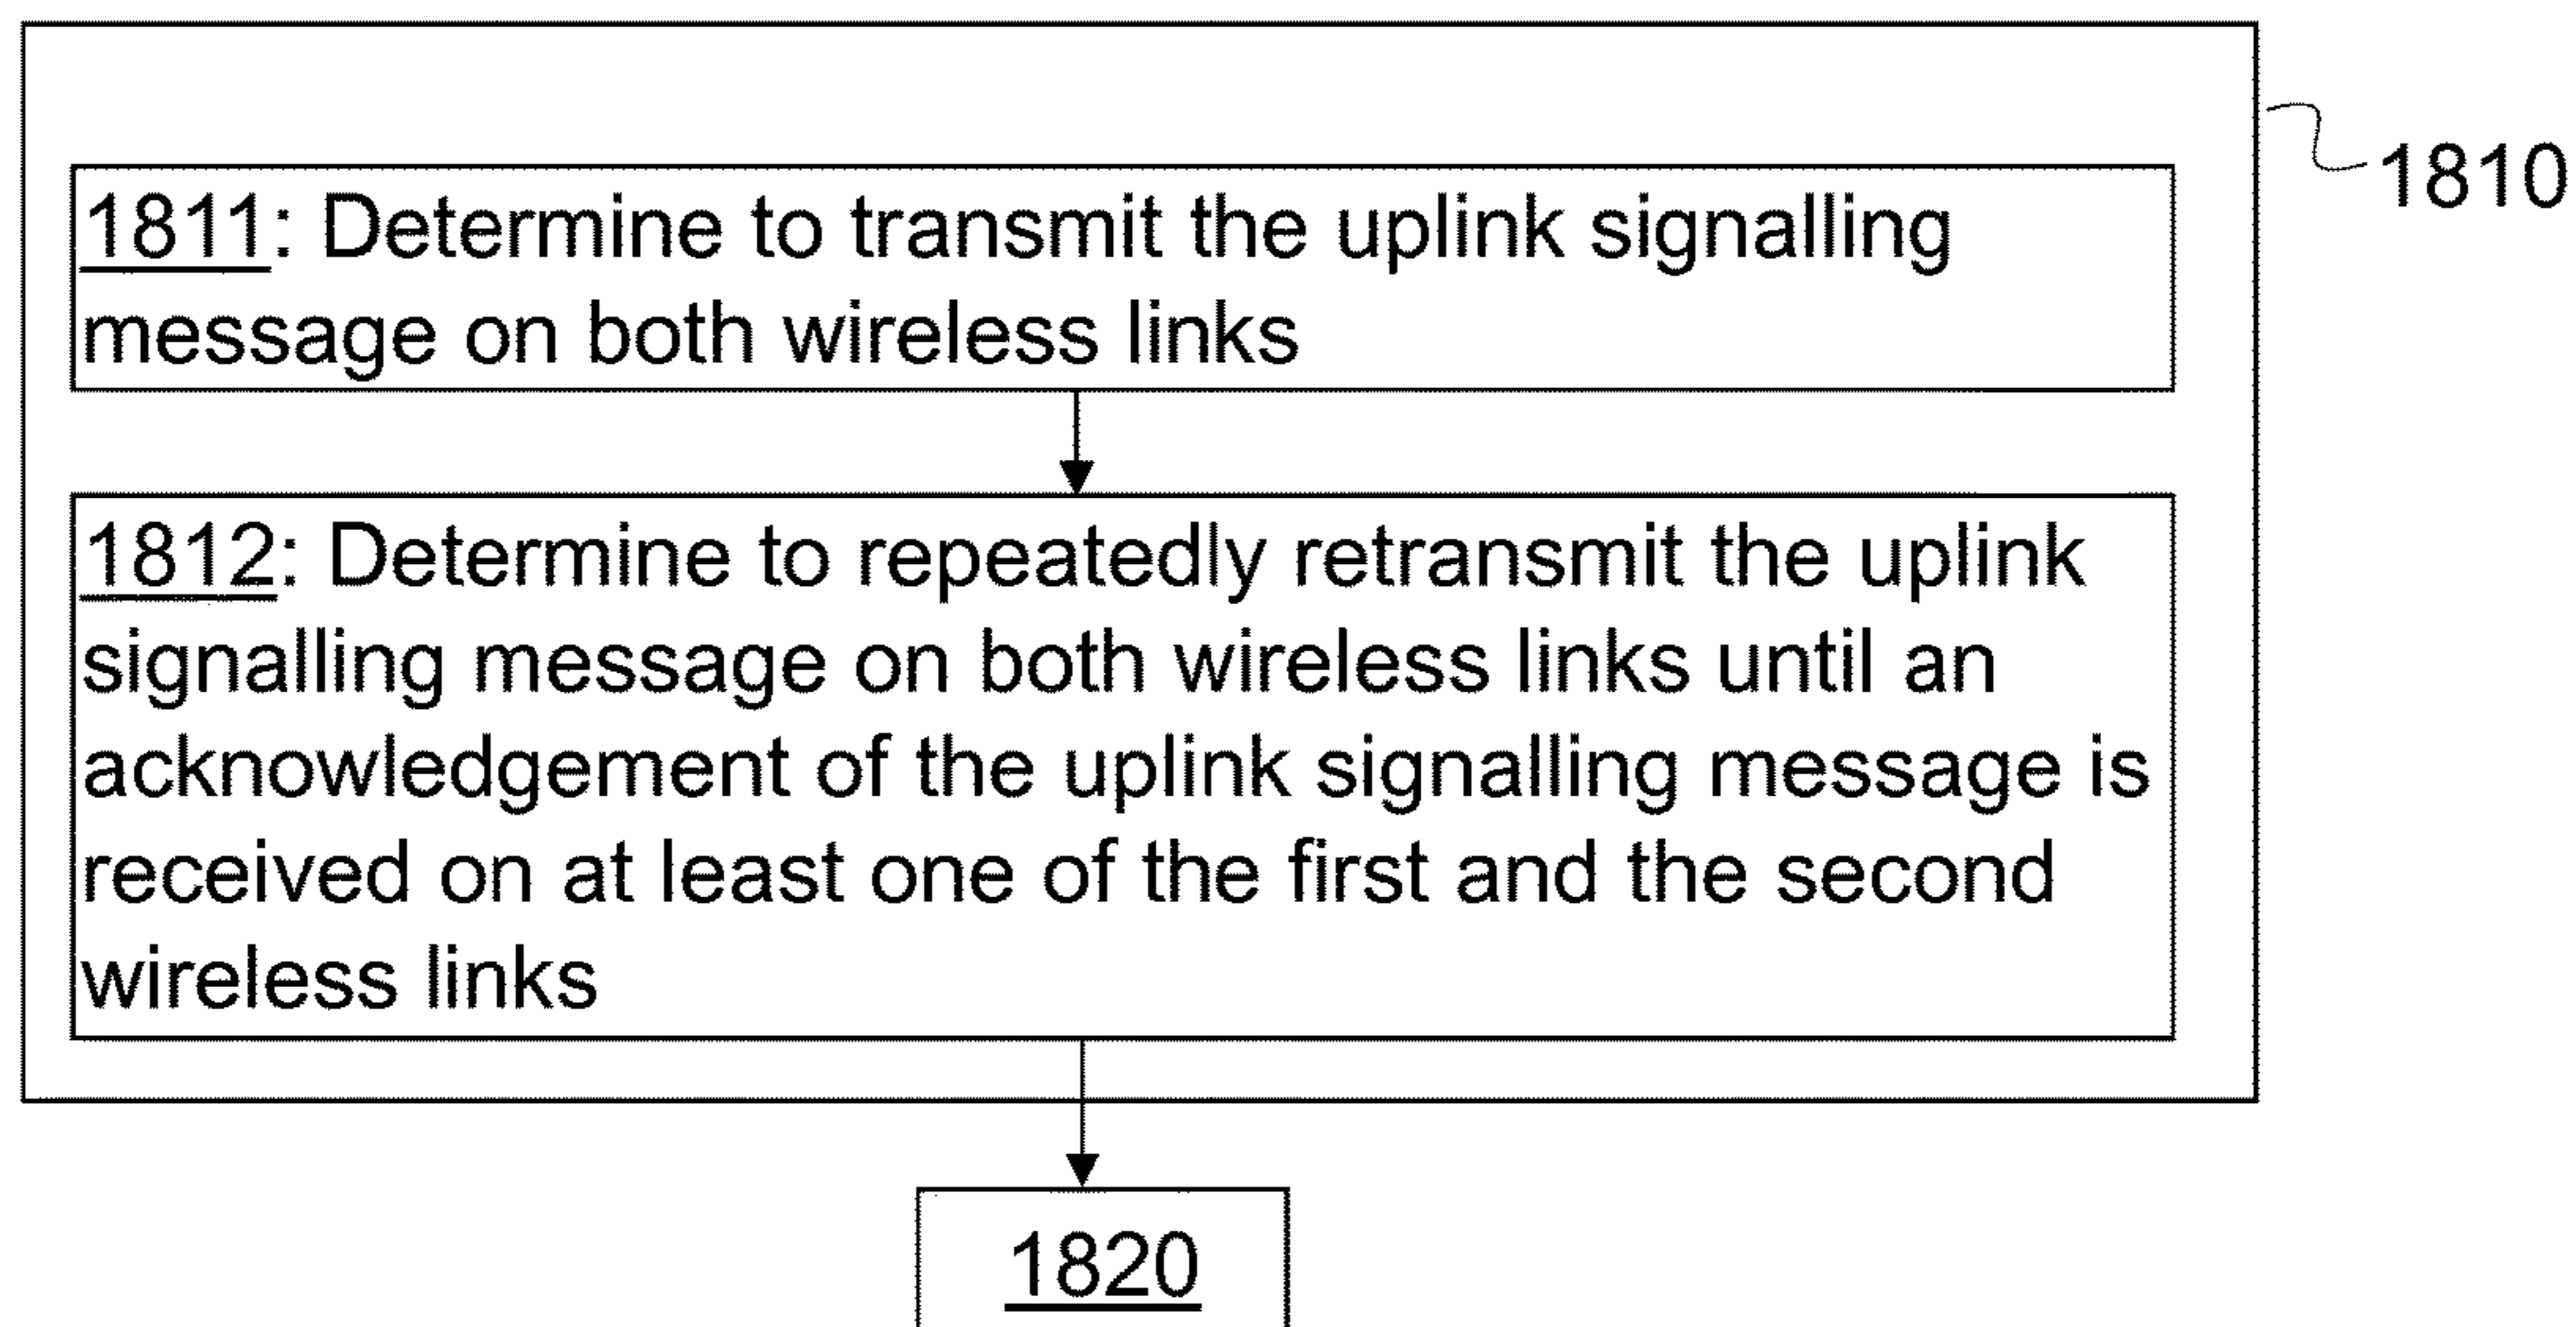 1810
1811: Determine to transmit the uplink signalling
message on both wireless links
1812: Determine to repeatedly retransmit the uplink
signalling message on both wireless links until an
acknowledgement of the uplink signalling message is
received on at least one of the first and the second
wireless links
1820